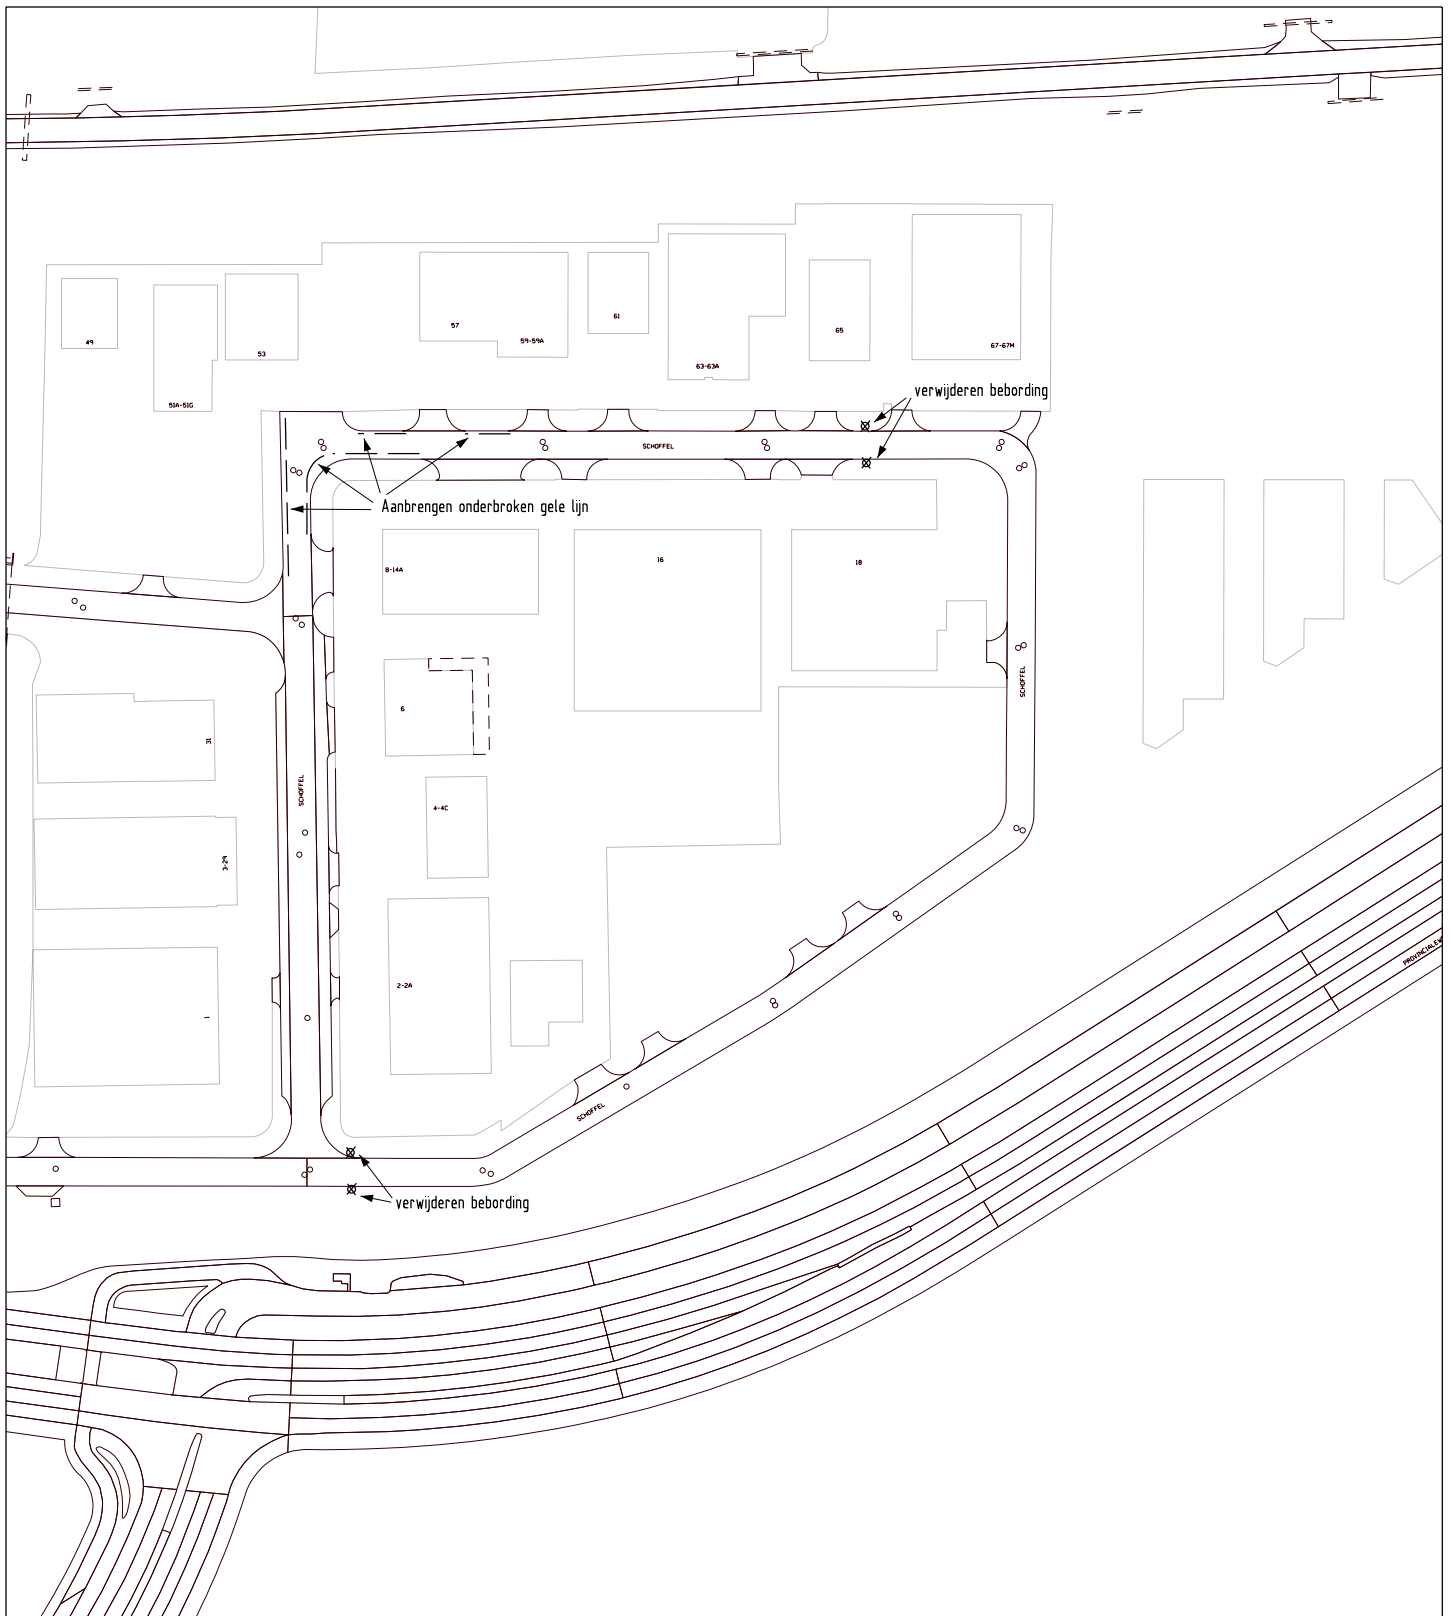 49
51A-51G
53
57
59-59A
61
63-63A
65
67-67M
verwijderen bebording
SCHOFFEL
Aanbrengen onderbroken gele lijn
8-14A
16
18
6
SCHOFFEL
31
SCHOFFEL
4-4C
3-29
2-2A
1
PROVINCIALEW
SCHOFFEL
verwijderen bebording